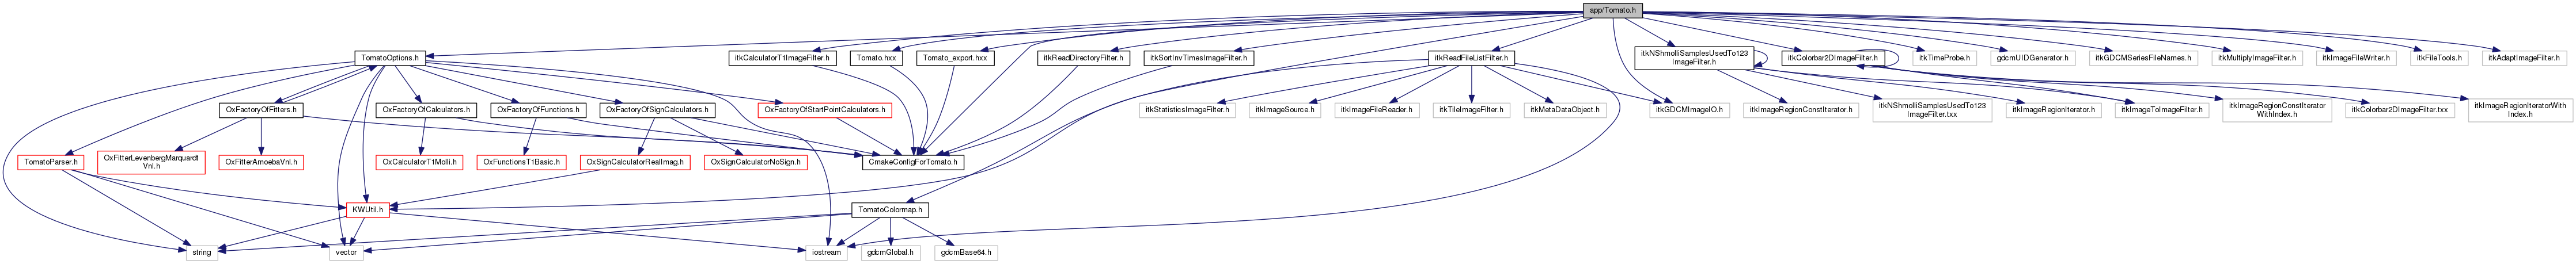 app/Tomato.h
TomatoOptions.h
itkCalculatorT1ImageFilter.h
Tomato.hxx
Tomato_export.hxx
itkReadDirectoryFilter.h
itkSortInvTimesImageFilter.h
itkReadFileListFilter.h
itkNShmolliSamplesUsedTo123
ImageFilter.h
itkColorbar2DImageFilter.h
itkTimeProbe.h
gdcmUIDGenerator.h
itkGDCMSeriesFileNames.h
itkMultiplyImageFilter.h
itkImageFileWriter.h
itkFileTools.h
itkAdaptImageFilter.h
OxFactoryOfFitters.h
OxFactoryOfCalculators.h
OxFactoryOfFunctions.h
OxFactoryOfSignCalculators.h
OxFactoryOfStartPointCalculators.h
itkStatisticsImageFilter.h
itkImageSource.h
itkImageFileReader.h
itkTileImageFilter.h
itkMetaDataObject.h
itkGDCMImageIO.h
itkImageRegionConstIterator.h
itkNShmolliSamplesUsedTo123
ImageFilter.txx
itkImageRegionIterator.h
itkImageToImageFilter.h
itkImageRegionConstIterator
WithIndex.h
itkColorbar2DImageFilter.txx
itkImageRegionIteratorWith
Index.h
TomatoParser.h
OxFitterLevenbergMarquardt
Vnl.h
OxFitterAmoebaVnl.h
OxCalculatorT1Molli.h
OxFunctionsT1Basic.h
OxSignCalculatorRealImag.h
OxSignCalculatorNoSign.h
CmakeConfigForTomato.h
KWUtil.h
TomatoColormap.h
string
vector
iostream
gdcmGlobal.h
gdcmBase64.h